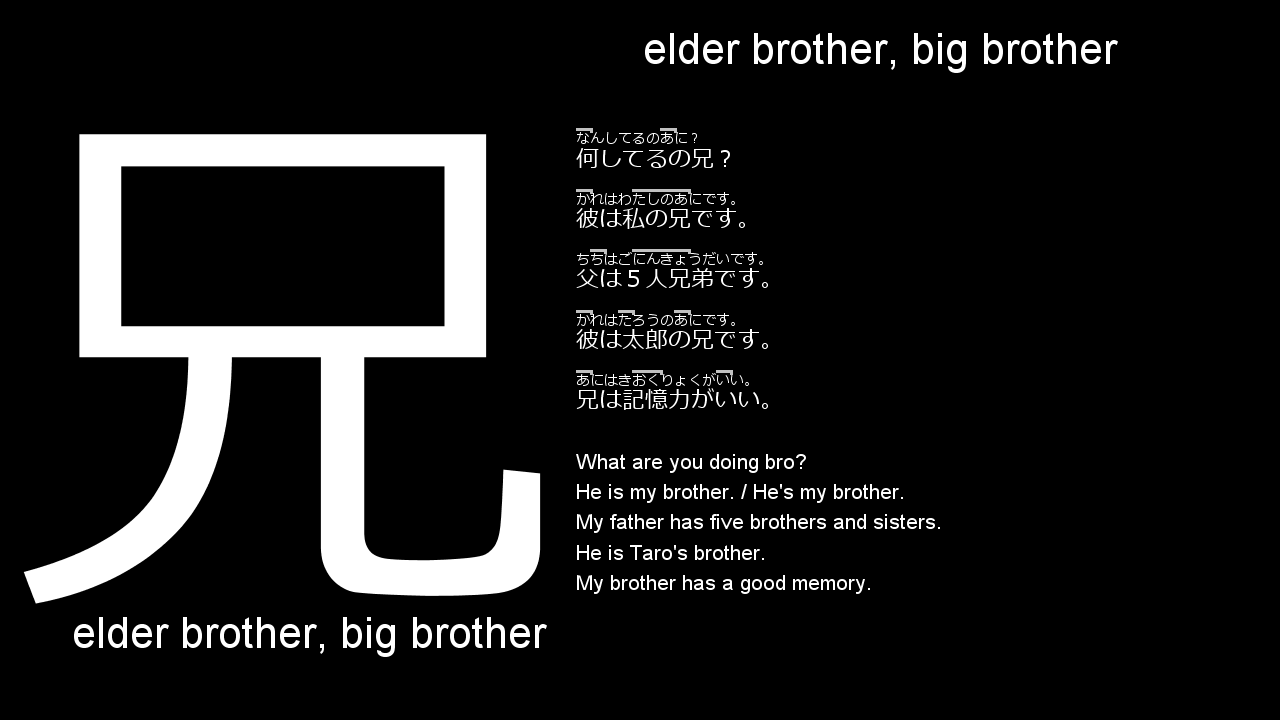 elder brother, big brother
兄
elder brother, big brother
なんしてるのあに？
何してるの兄？
かれはわたしのあにです。
彼は私の兄です。
ちちはごにんきょうだいです。
父は５人兄弟です。
かれはたろうのあにです。
彼は太郎の兄です。
あにはきおくりょくがいい。
兄は記憶力がいい。
What are you doing bro?
He is my brother. / He's my brother.
My father has five brothers and sisters.
He is Taro's brother.
My brother has a good memory.